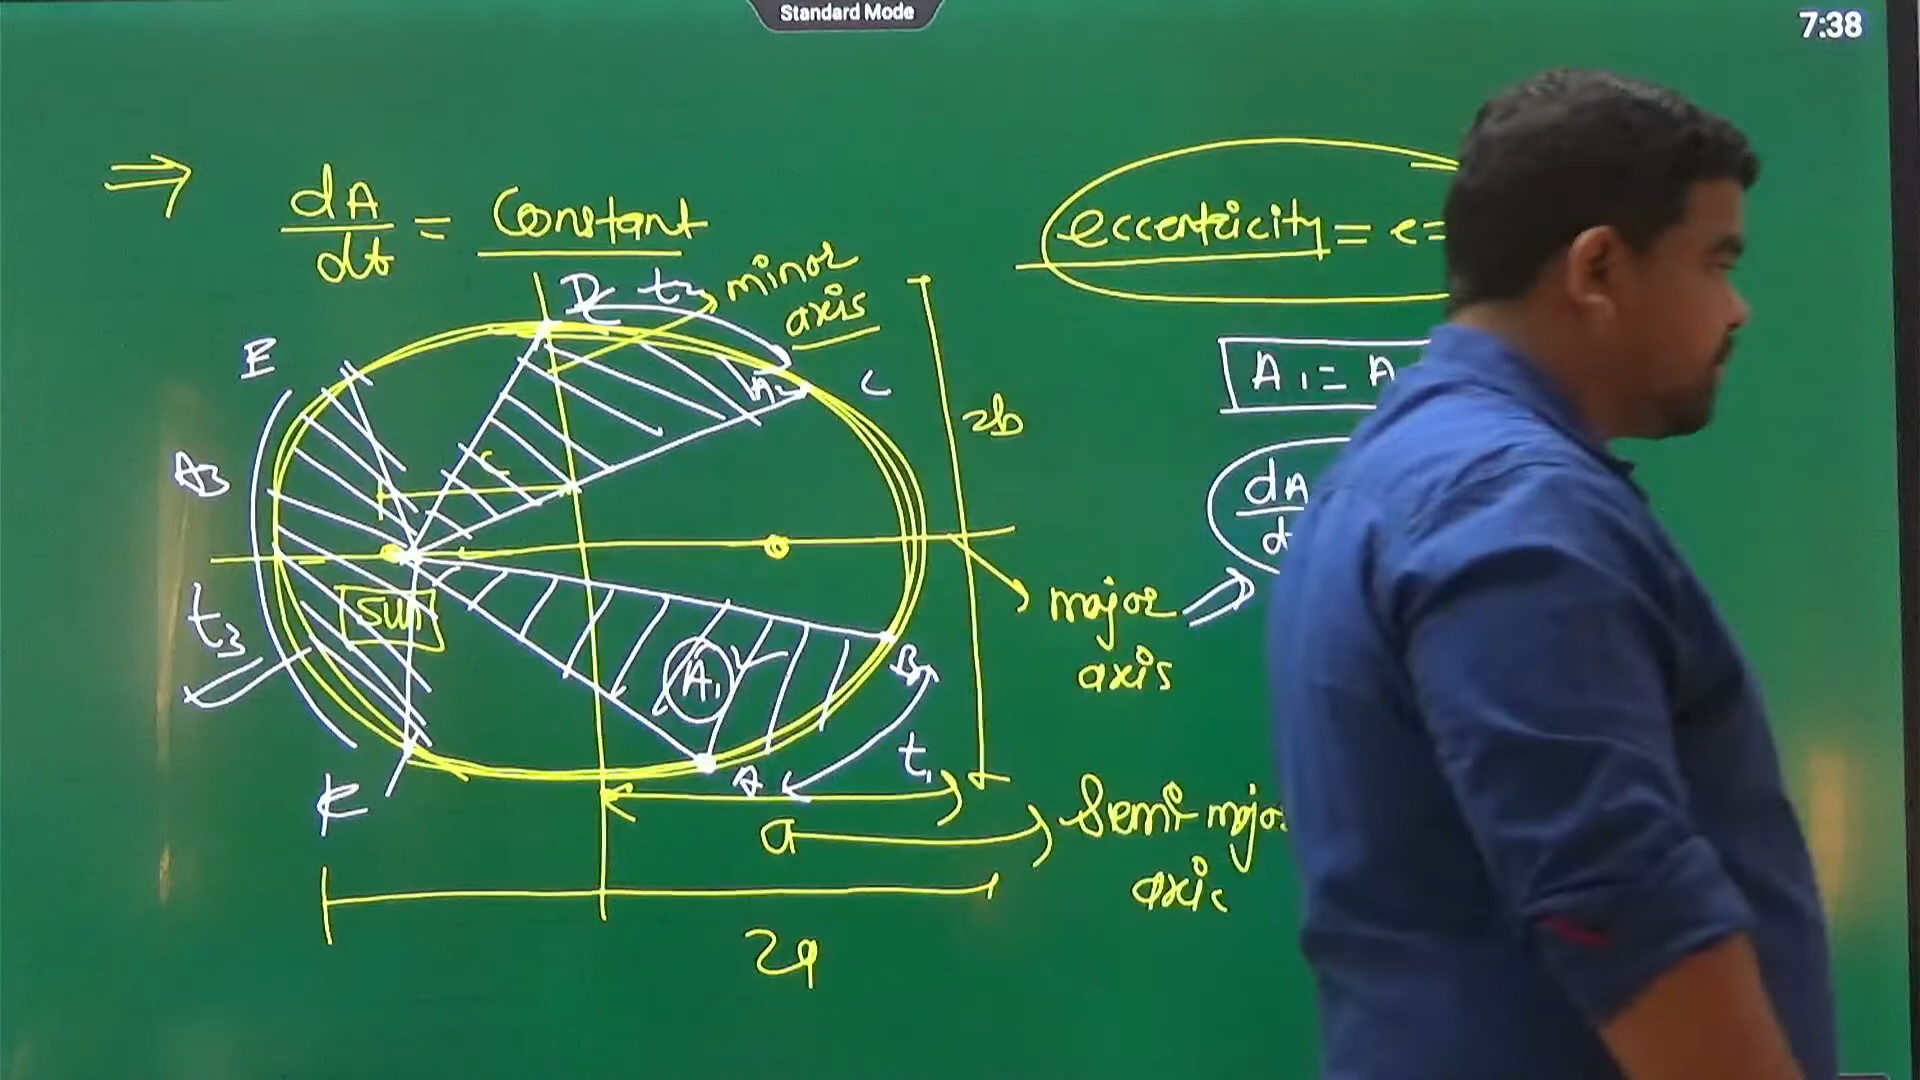 Standard Mode
7:38
⇒ dA/dt = Constant
eccentricity = e =
minor
axis
D
t2
E
A2
C
A1 = A
2b
A3
c
dA
d
Sun
t3
major
axis
A1
B
t1
A
a
Semi major
axis
2a